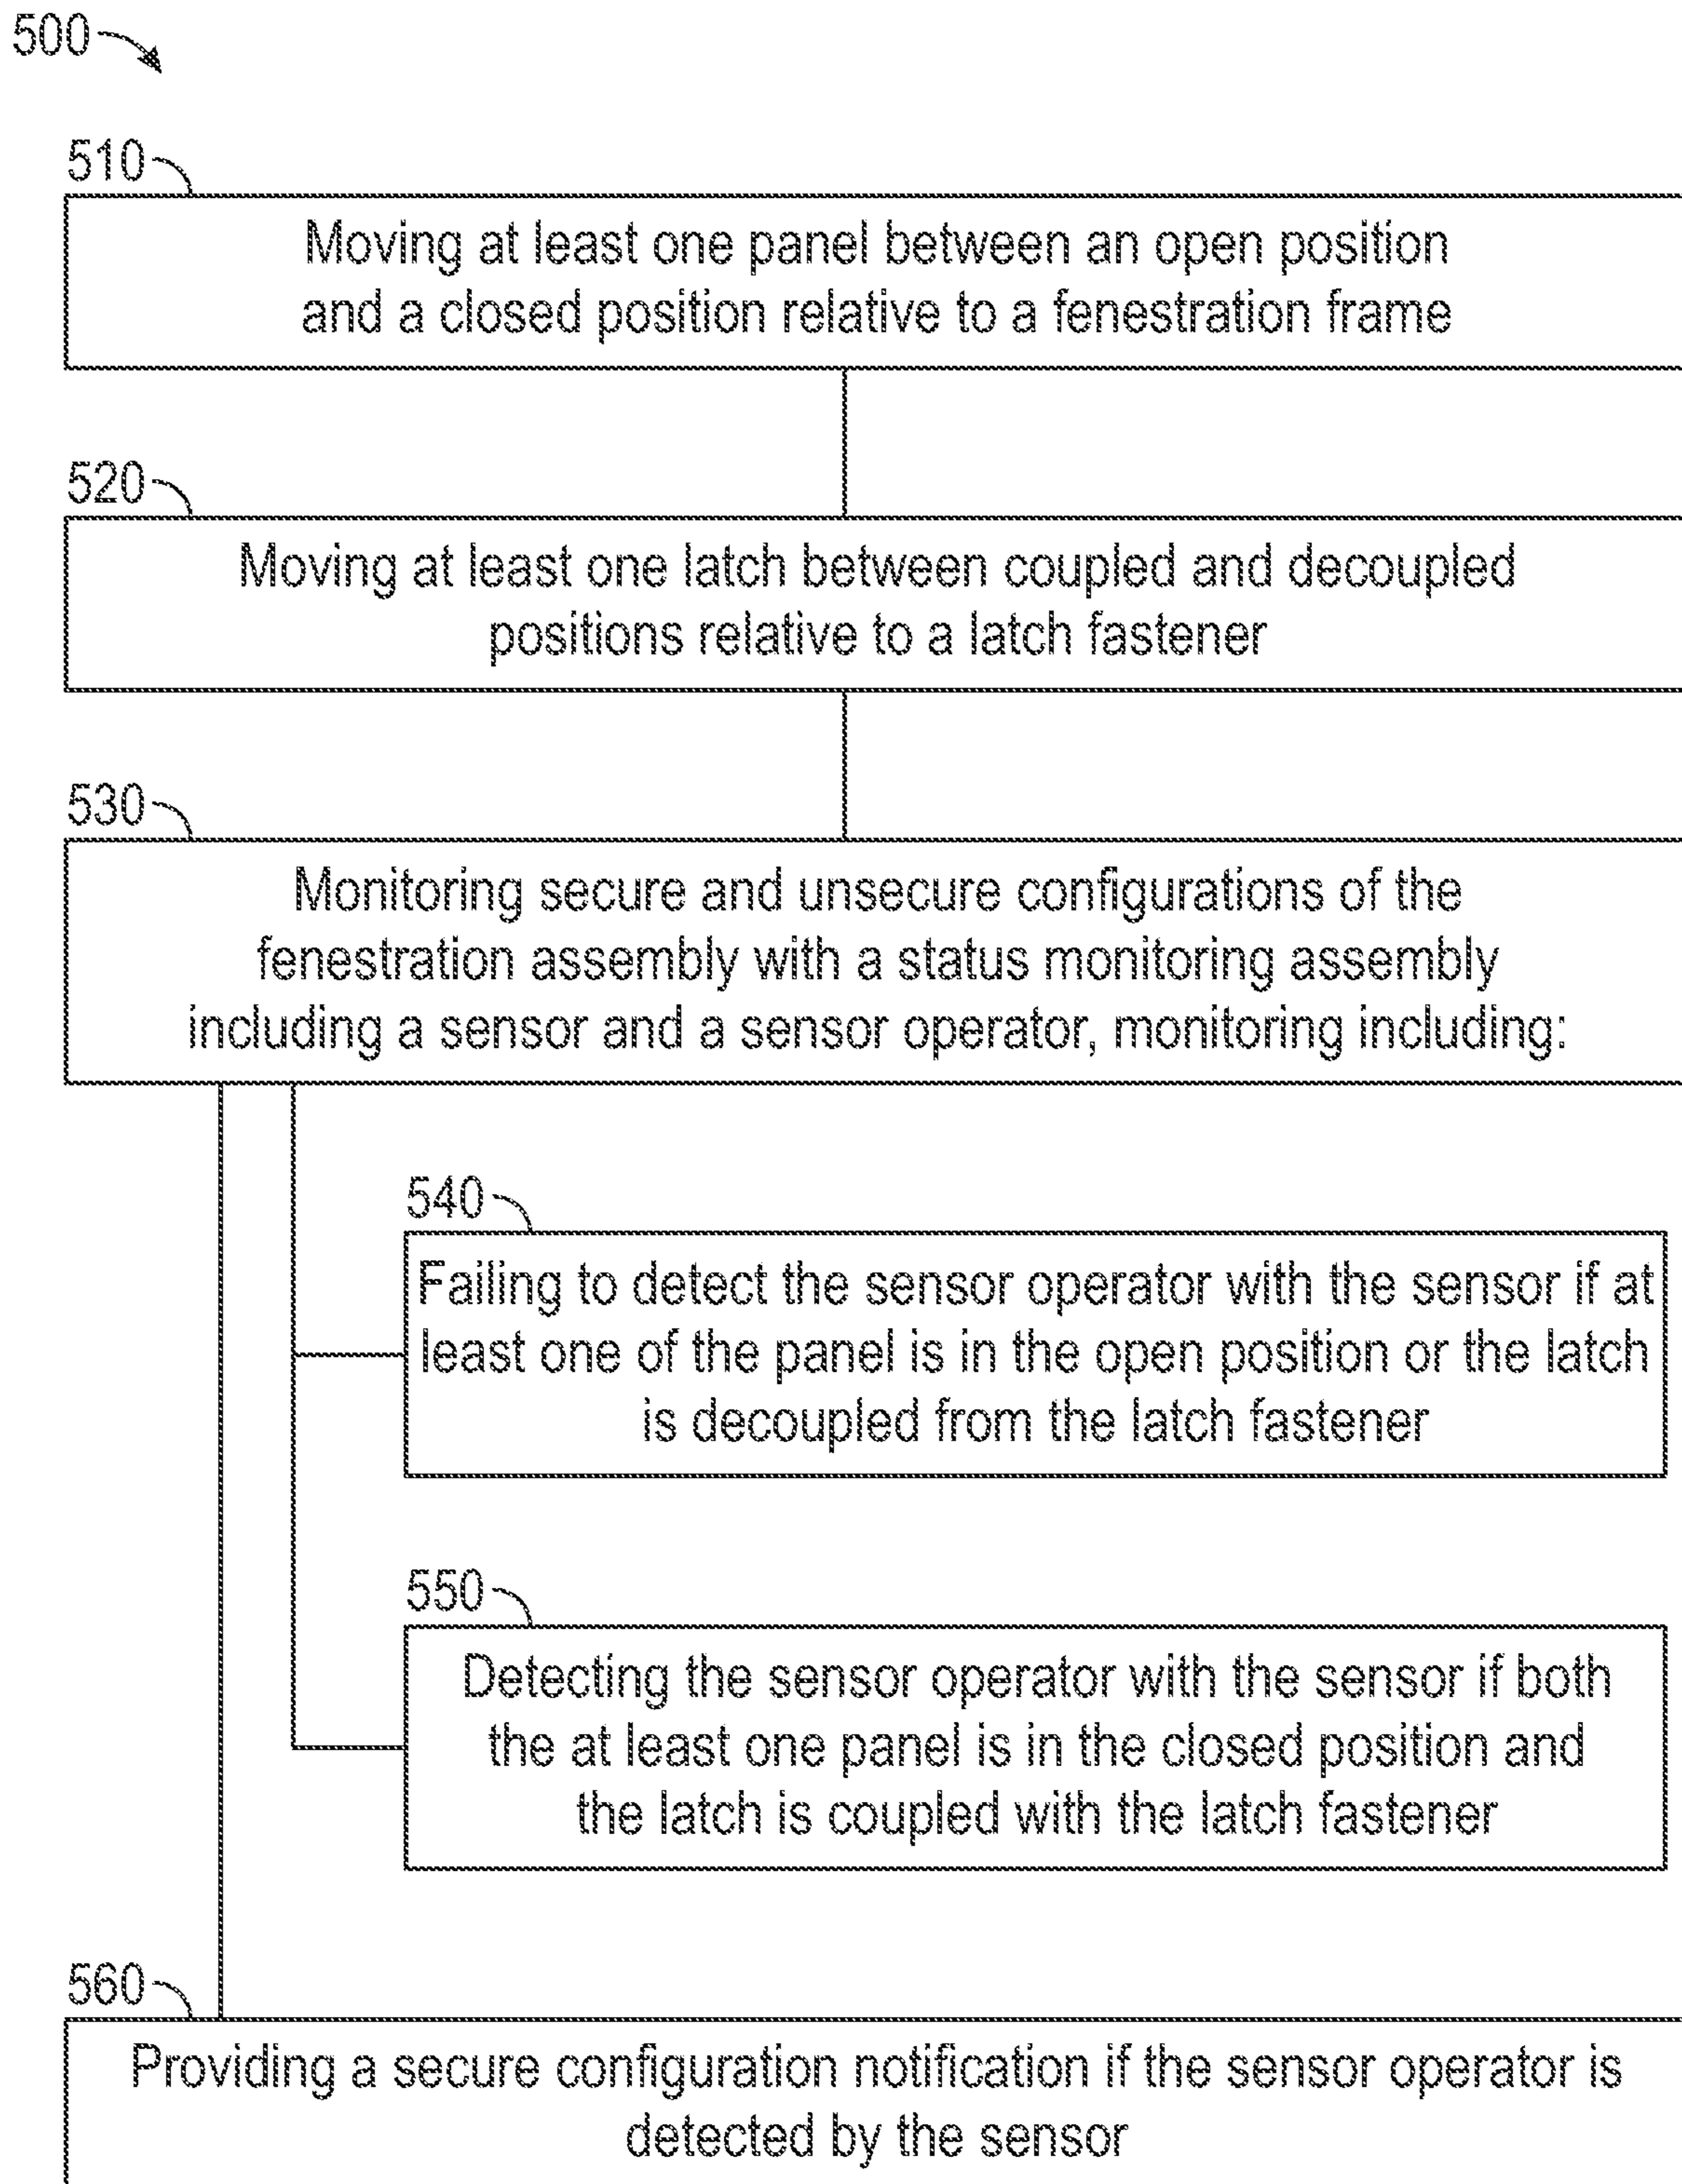 500
510
Moving at least one panel between an open position
and a closed position relative to a fenestration frame
520
Moving at least one latch between coupled and decoupled
positions relative to a latch fastener
530
Monitoring secure and unsecure configurations of the
fenestration assembly with a status monitoring assembly
including a sensor and a sensor operator, monitoring including:
540
Failing to detect the sensor operator with the sensor if at
least one of the panel is in the open position or the latch
is decoupled from the latch fastener
550
Detecting the sensor operator with the sensor if both
the at least one panel is in the closed position and
the latch is coupled with the latch fastener
560
Providing a secure configuration notification if the sensor operator is
detected by the sensor